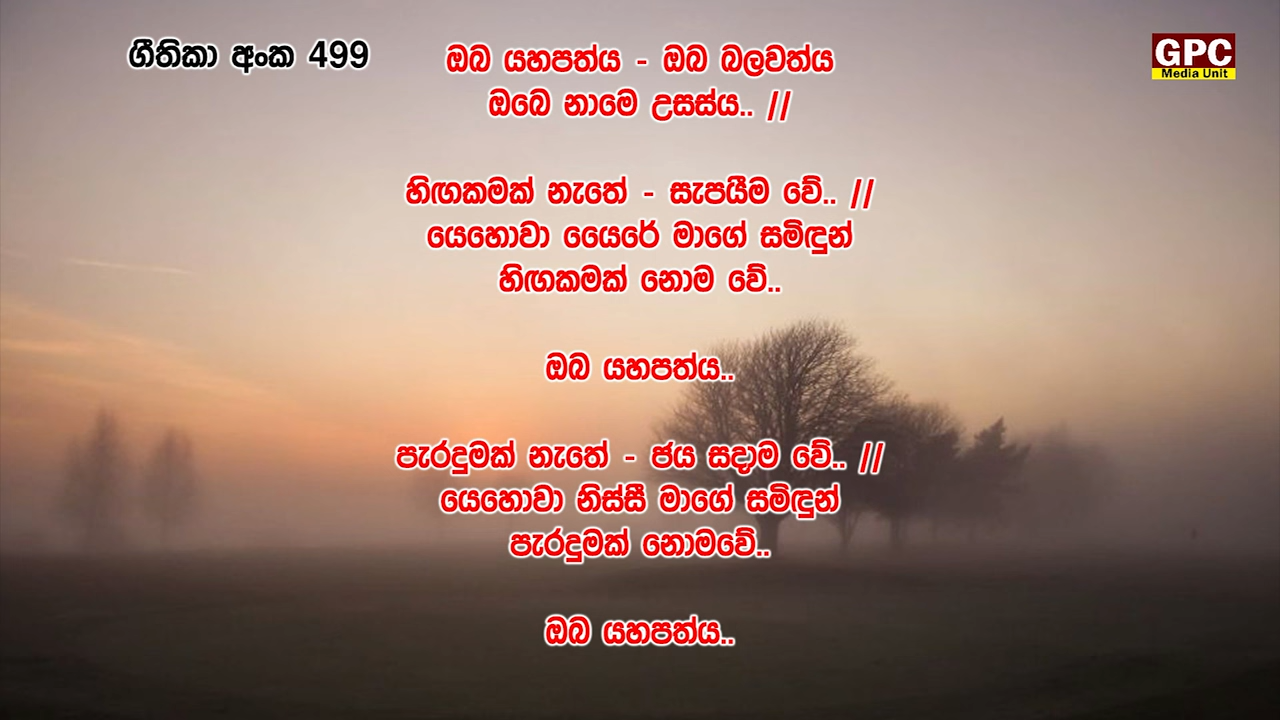 ගීතිකා අංක 499
ඔබ යහපත්ය - ඔබ බලවත්ය
ඔබෙ නාමෙ උසස්ය.. //
හිඟකමක් නැතේ - සැපයීම වේ.. //
යෙහොවා යෛරේ මාගේ සමිඳුන්
හිඟකමක් නොම වේ..
ඔබ යහපත්ය..
පැරදුමක් නැතේ - ජය සදාම වේ.. //
යෙහොවා නිස්සී මාගේ සමිඳුන්
පැරදුමක් නොමවේ..
ඔබ යහපත්ය..
GPC
Media Unit